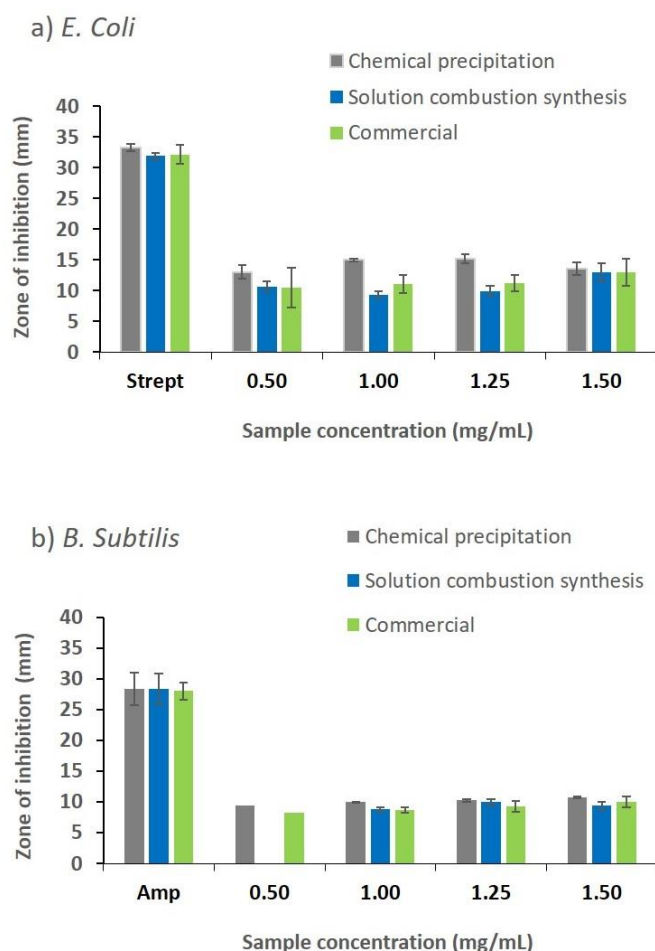 a) E. Coli
Chemical precipitation
Solution combustion synthesis
Commercial
Zone of inhibition (mm)
40
35
30
25
20
15
10
5
0
Strept 0.50 1.00 1.25 1.50
Sample concentration (mg/mL)
b) B. Subtilis
Chemical precipitation
Solution combustion synthesis
Commercial
Zone of inhibition (mm)
40
35
30
25
20
15
10
5
0
Amp 0.50 1.00 1.25 1.50
Sample concentration (mg/mL)